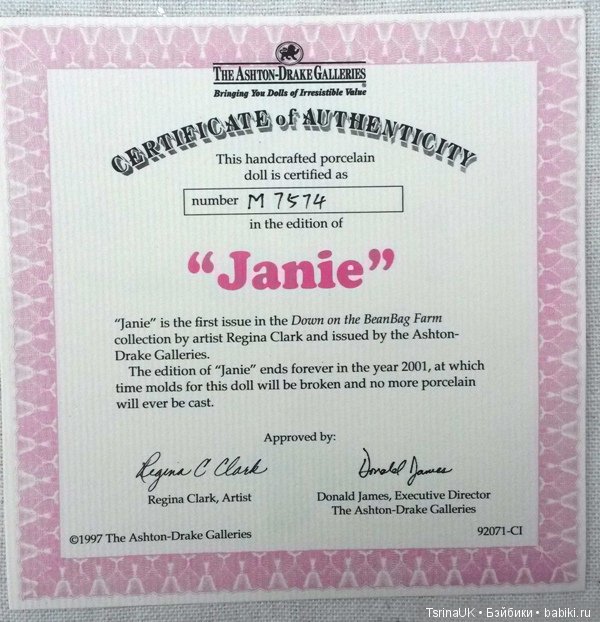 THE ASHTON-DRAKE GALLERIES
®
Bringing You Dolls of Irresistible Value
CERTIFICATE of AUTHENTICITY
This handcrafted porcelain
doll is certified as
number M 7574
in the edition of
“Janie”
“Janie” is the first issue in the Down on the BeanBag Farm
collection by artist Regina Clark and issued by the Ashton-
Drake Galleries.
The edition of “Janie” ends forever in the year 2001, at which
time molds for this doll will be broken and no more porcelain
will ever be cast.
Approved by:
Regina C Clark
Donald James
Regina Clark, Artist
Donald James, Executive Director
The Ashton-Drake Galleries
©1997 The Ashton-Drake Galleries
92071-CI
TsrinaUK • Бэйбики • babiki.ru